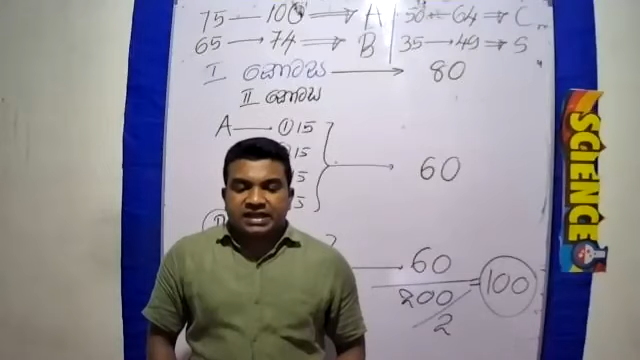 75 — 100 ⇒ A | 50 — 64 ⇒ C
65 — 74 ⇒ B | 35 — 49 ⇒ S
I කොටස → 80
II කොටස
A — ① 15
15
5 → 60
5
60
200
2
= 100
SCIENCE